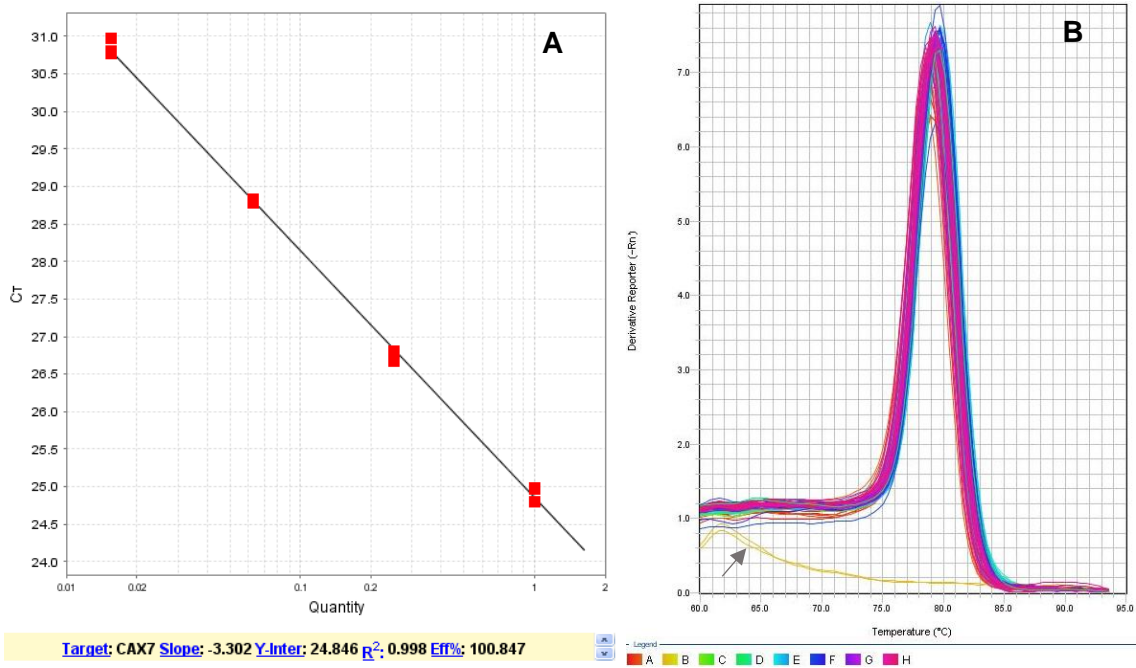 A
31.0
30.5
30.0
29.5
29.0
28.5
28.0
27.5
27.0
26.5
26.0
25.5
25.0
24.5
24.0
CT
0.01 0.02 0.1 0.2 1 2
Quantity
Target: CAX7 Slope: -3.302 Y-Inter: 24.846 R2: 0.998 Eff%: 100.847
B
7.0
6.0
5.0
4.0
3.0
2.0
1.0
0.0
Derivative Reporter (-Rn')
60.0 65.0 70.0 75.0 80.0 85.0 90.0 95.0
Temperature (°C)
Legend
A B C D E F G H